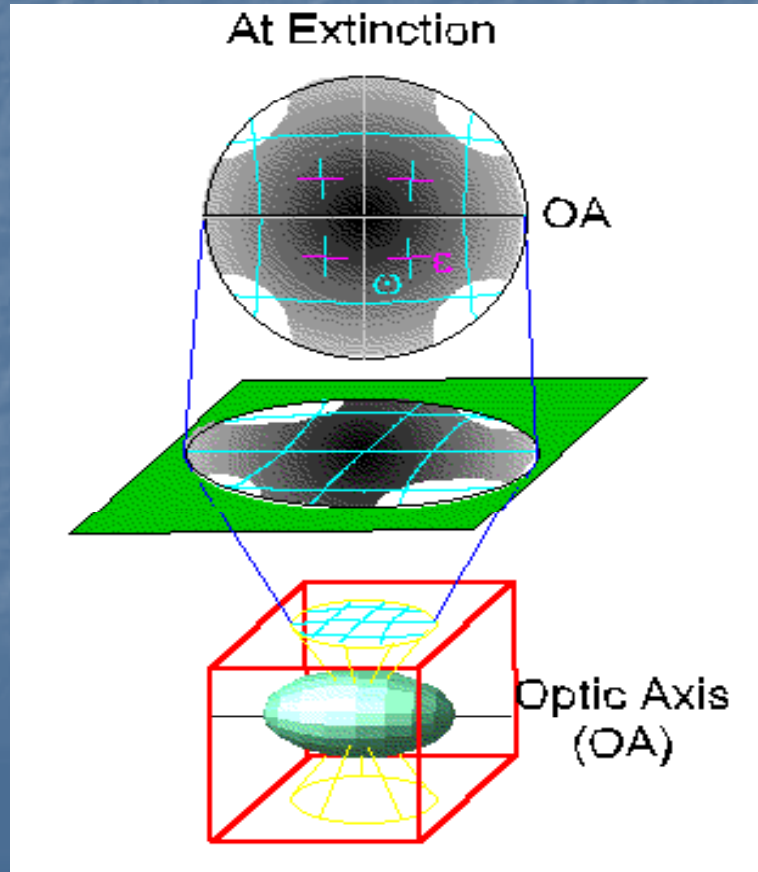 At Extinction
OA
ε
ω
Optic Axis
(OA)